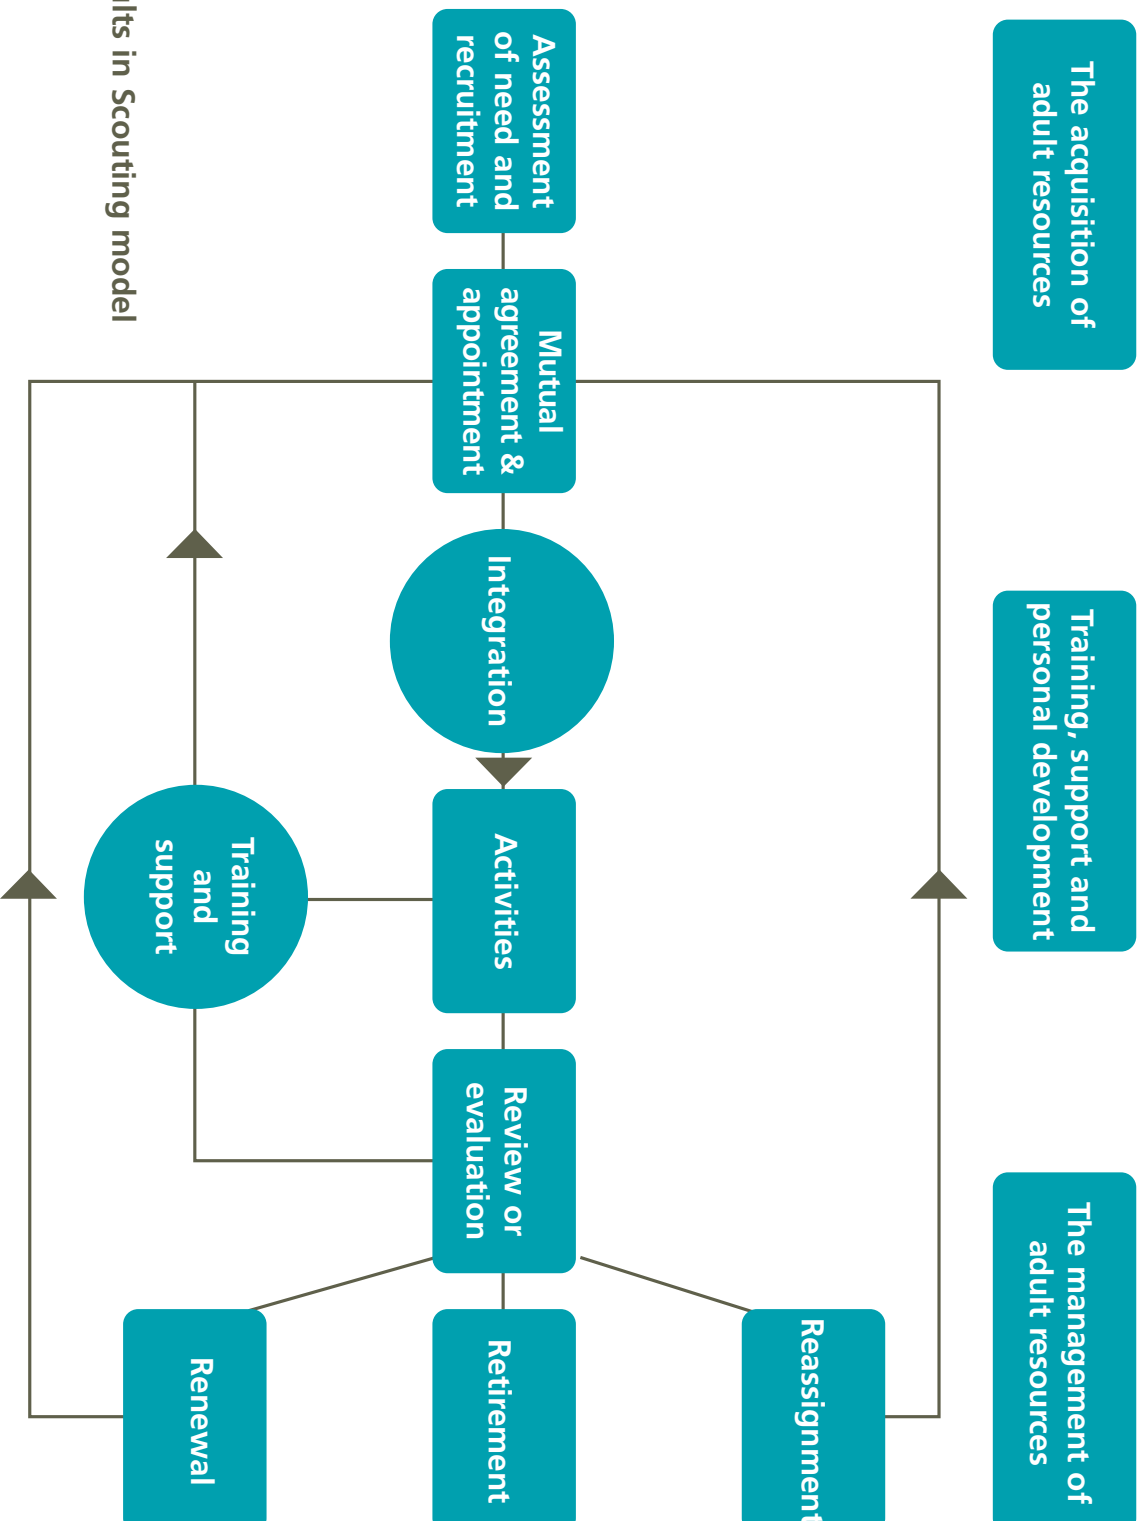 The acquisition of
adult resources
Training, support and
personal development
The management of
adult resources
Assessment
of need and
recruitment
Mutual
agreement &
appointment
Integration
Activities
Review or
evaluation
Reassignment
Retirement
Renewal
Training
and
support
in Scouting model